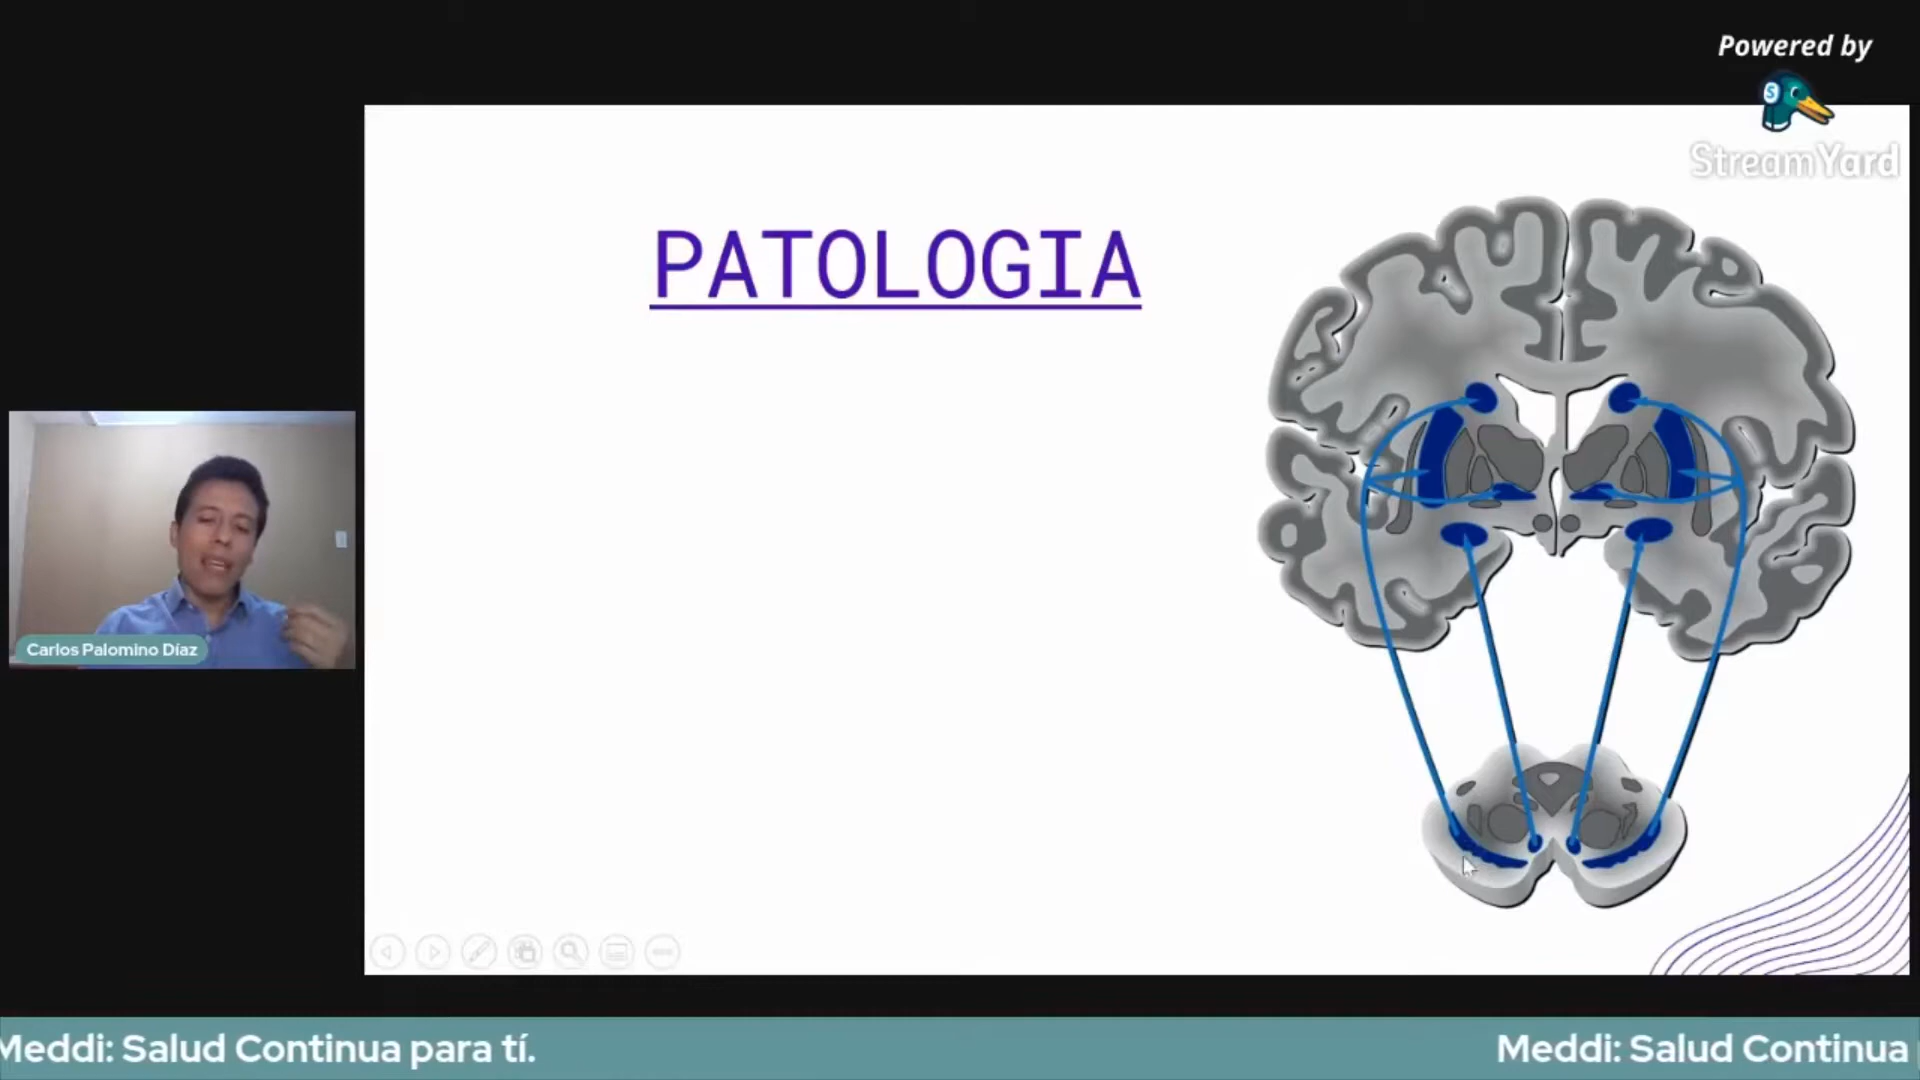 Powered by
S
StreamYard
PATOLOGIA
Carlos Palomino Díaz
Meddi: Salud Continua para tí.
Meddi: Salud Continua